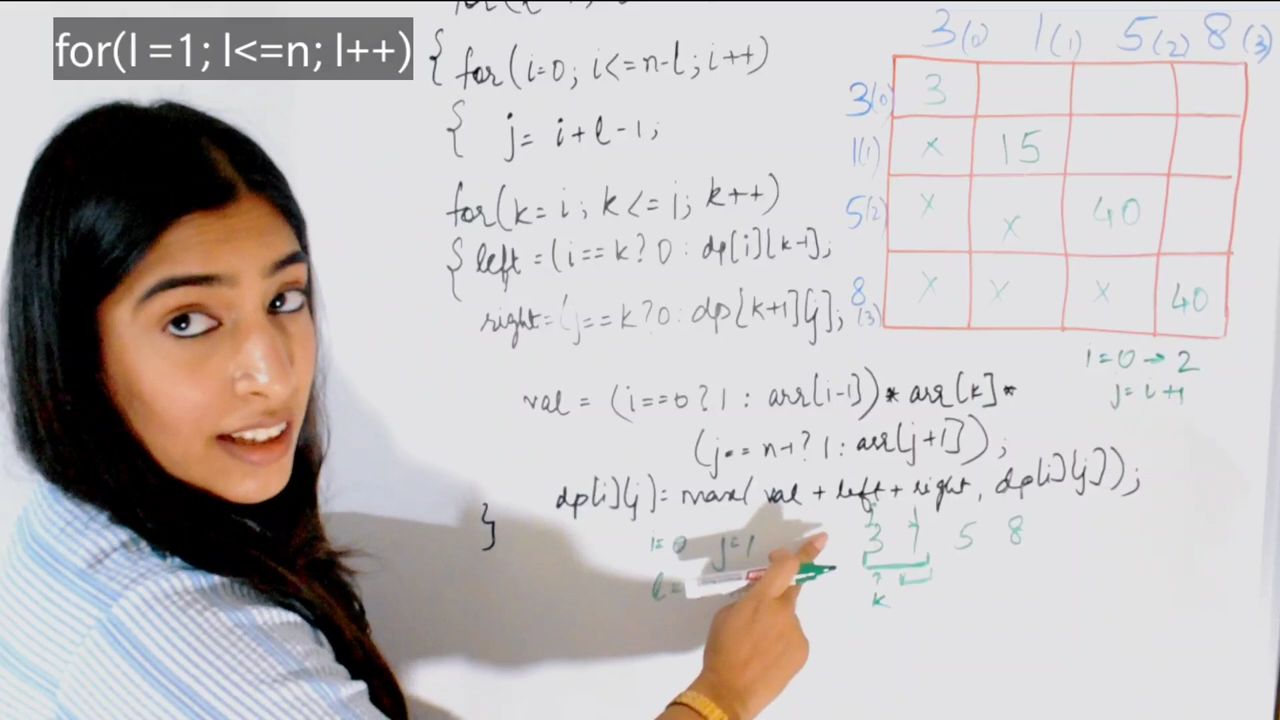 for(l =1; l<=n; l++)
{ for(i=0; i<=n-l; i++)
{ j= i+l-1;
for(k= i; k<=j; k++)
{ left = (i==k?0 : dp[i][k-1];
right=(j==k?0: dp[k+1][j];
val = (i==0?1 : arr[i-1])* arr[k]*
(j== n-1? 1: arr[j+1]);
dp[i][j]= max( val + left + right, dp[i][j]);
}
i=0 j=1
l=
3 1 5 8
k
3(0) 1(1) 5(2) 8(3)
3(0) 3
1(1) x 15
5(2) x x 40
8(3) x x x 40
i=0→2
j= i+1